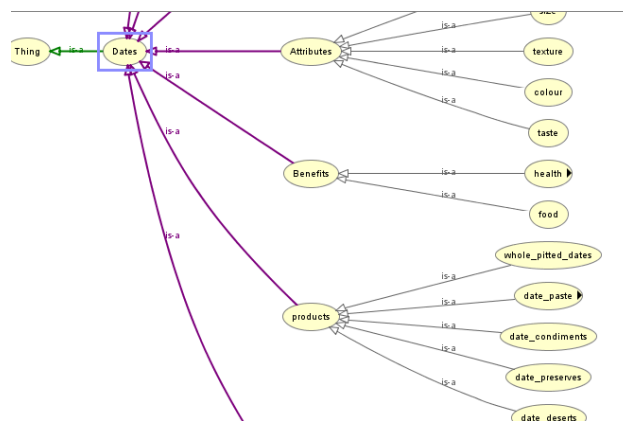 size
Thing
is-a
Dates
is-a
Attributes
is-a
texture
is-a
is-a
is-a
colour
is-a
taste
is-a
Benefits
is-a
health
is-a
food
is-a
whole_pitted_dates
is-a
date_paste
is-a
products
is-a
date_condiments
is-a
date_preserves
is-a
date_deserts